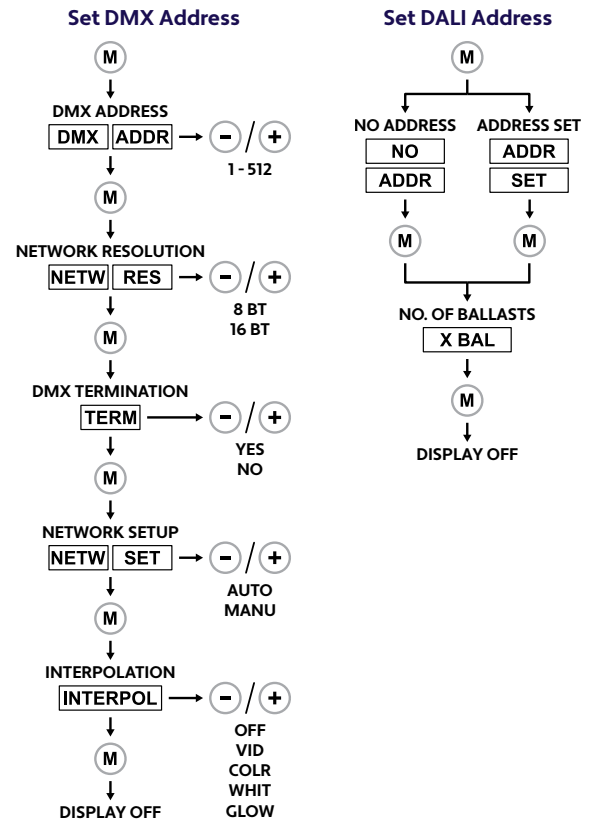 Set DMX Address
M
DMX ADDRESS
DMX ADDR - / +
1 - 512
M
NETWORK RESOLUTION
NETW RES - / +
8 BT
16 BT
M
DMX TERMINATION
TERM - / +
YES
NO
M
NETWORK SETUP
NETW SET - / +
AUTO
MANU
M
INTERPOLATION
INTERPOL - / +
OFF
VID
COLR
WHIT
GLOW
M
DISPLAY OFF
Set DALI Address
M
NO ADDRESS
NO
ADDR
M
ADDRESS SET
ADDR
SET
M
NO. OF BALLASTS
X BAL
M
DISPLAY OFF